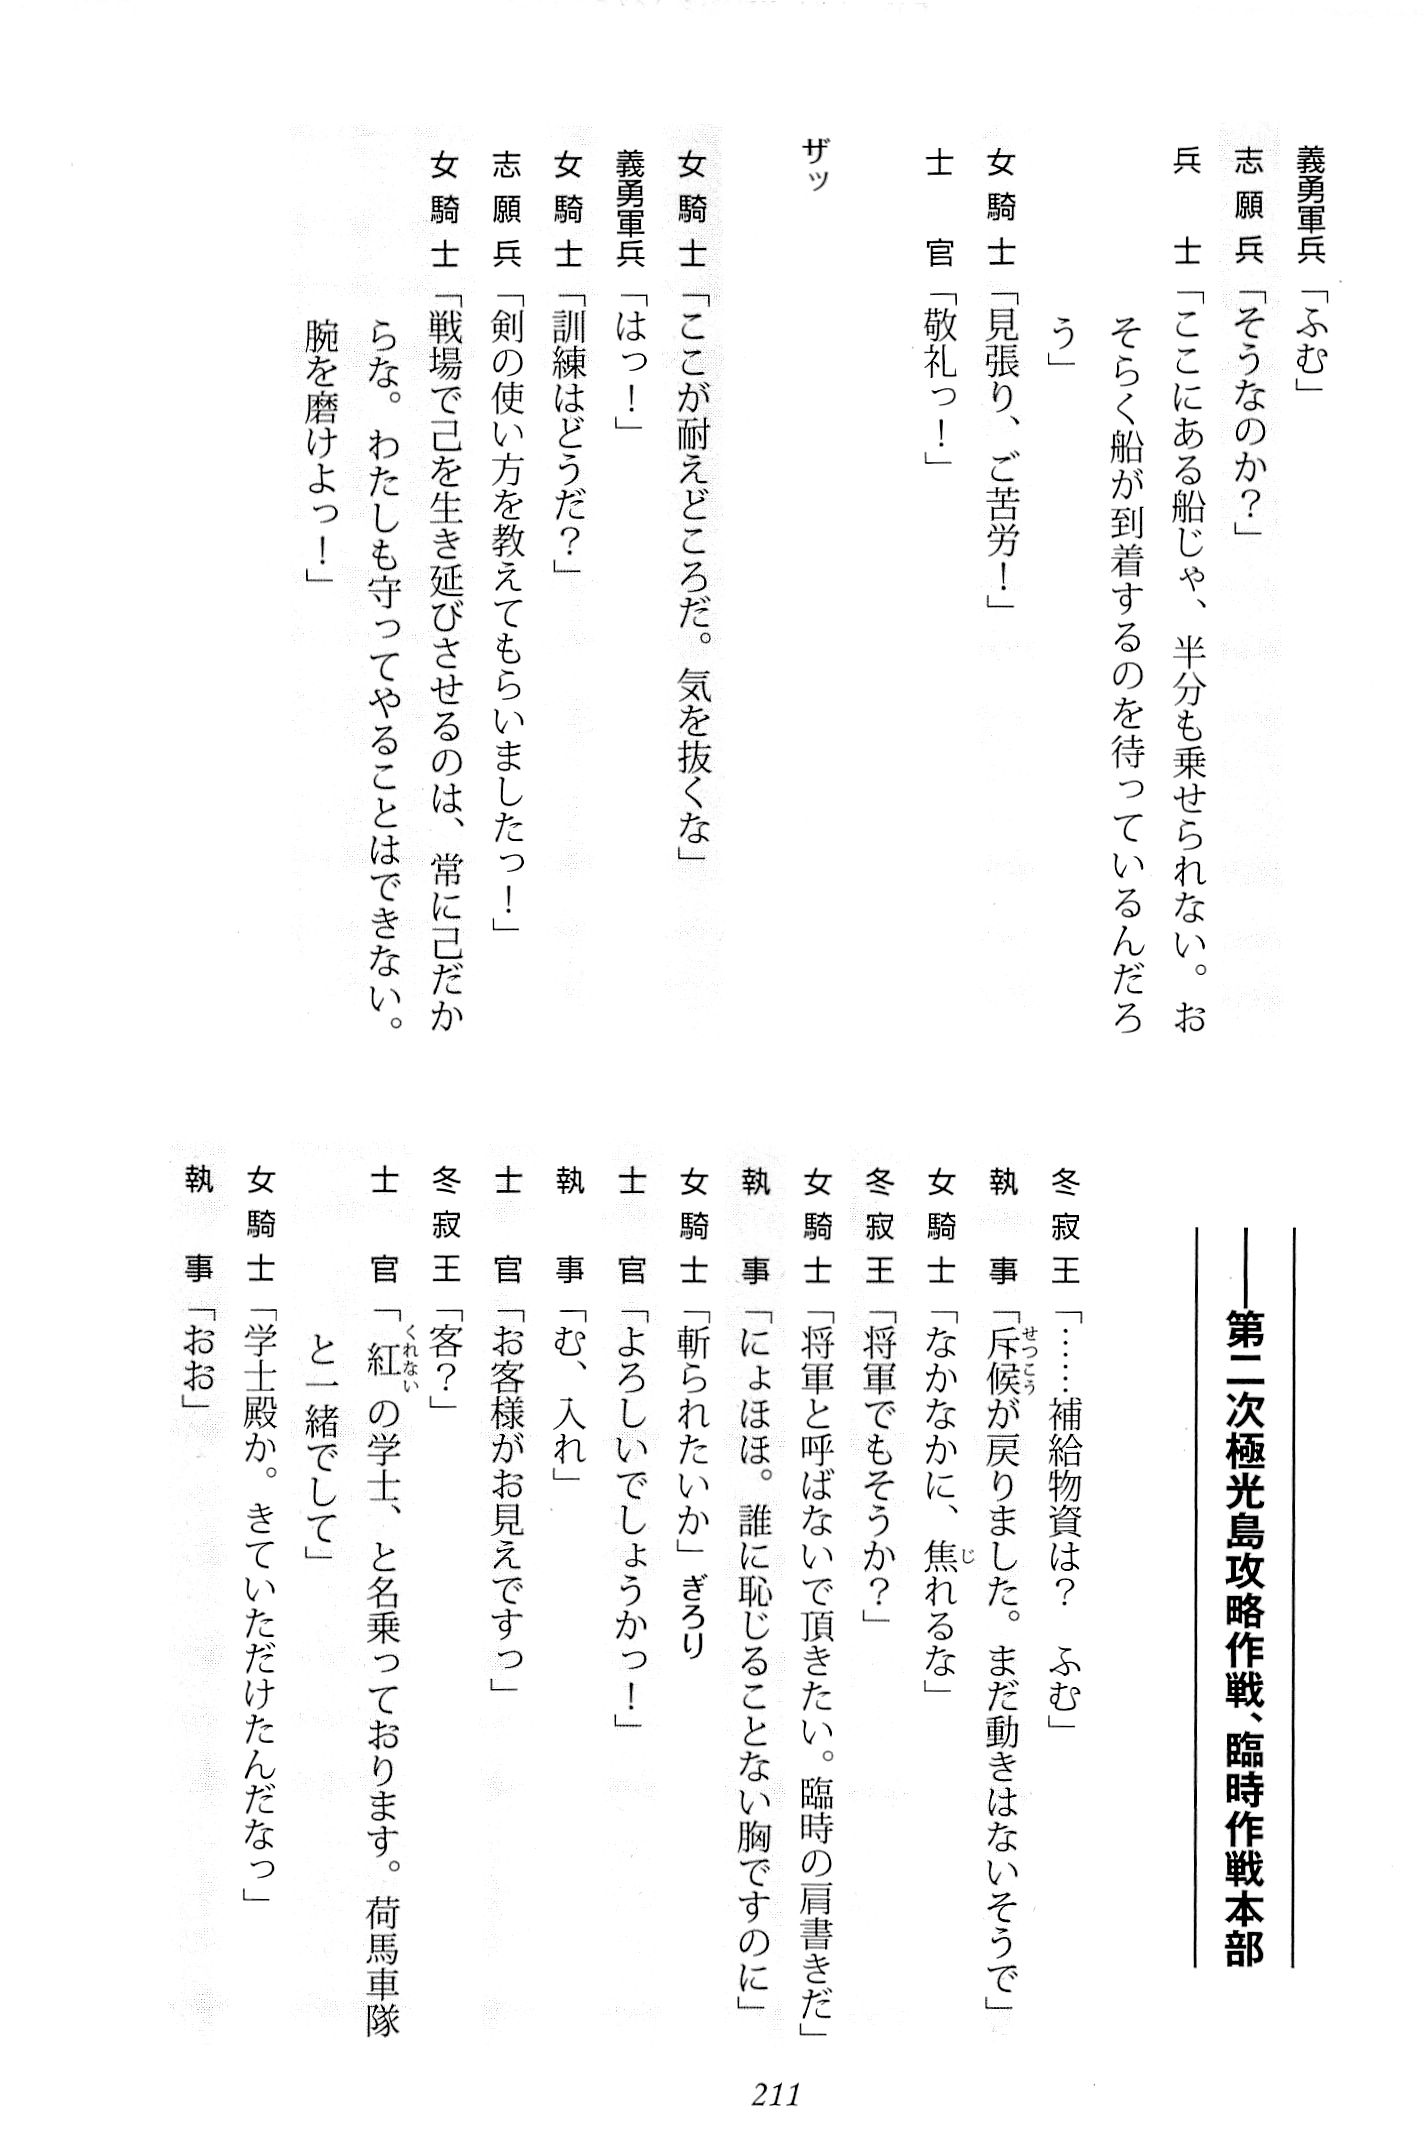 義勇軍兵「ふむ」
志願兵「そうなのか？」
兵士「ここにある船じゃ、半分も乗せられない。お
そらく船が到着するのを待っているんだろ
う」
女騎士「見張り、ご苦労！」
士官「敬礼っ！」
ザッ
女騎士「ここが耐えどころだ。気を抜くな」
義勇軍兵「はっ！」
女騎士「訓練はどうだ？」
志願兵「剣の使い方を教えてもらいましたっ！」
女騎士「戦場で己を生き延びさせるのは、常に己だか
らな。わたしも守ってやることはできない。
腕を磨けよっ！」
――第二次極光島攻略作戦、臨時作戦本部
冬寂王「……補給物資は？　ふむ」
執事「斥候が戻りました。まだ動きはないそうで」
せっこう
女騎士「なかなかに、焦れるな」
じ
冬寂王「将軍でもそうか？」
女騎士「将軍と呼ばないで頂きたい。臨時の肩書きだ」
執事「にょほほ。誰に恥じることない胸ですのに」
女騎士「斬られたいか」ぎろり
士官「よろしいでしょうかっ！」
執事「む、入れ」
士官「お客様がお見えですっ」
冬寂王「客？」
士官「紅の学士、と名乗っております。荷馬車隊
くれない
と一緒でして」
女騎士「学士殿か。きていただけたんだなっ」
執事「おお」
211